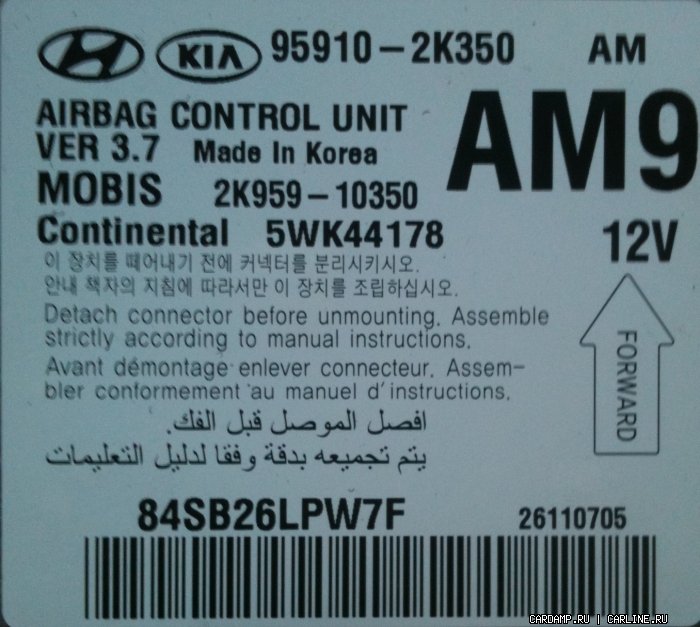 KIA 95910-2K350 AM
AIRBAG CONTROL UNIT
VER 3.7 Made In Korea
AM9
MOBIS 2K959-10350
Continental 5WK44178
12V
이 장치를 떼어내기 전에 커넥터를 분리시키시오.
안내 책자의 지침에 따라서만 이 장치를 조립하십시오.
Detach connector before unmounting. Assemble
strictly according to manual instructions.
Avant démontage enlever connecteur. Assem-
bler conformement au manuel d'instructions.
FORWARD
افصل الموصل قبل الفك.
يتم تجميعه بدقة وفقا لدليل التعليمات
84SB26LPW7F 26110705
CARDAMP.RU | CARLINE.RU